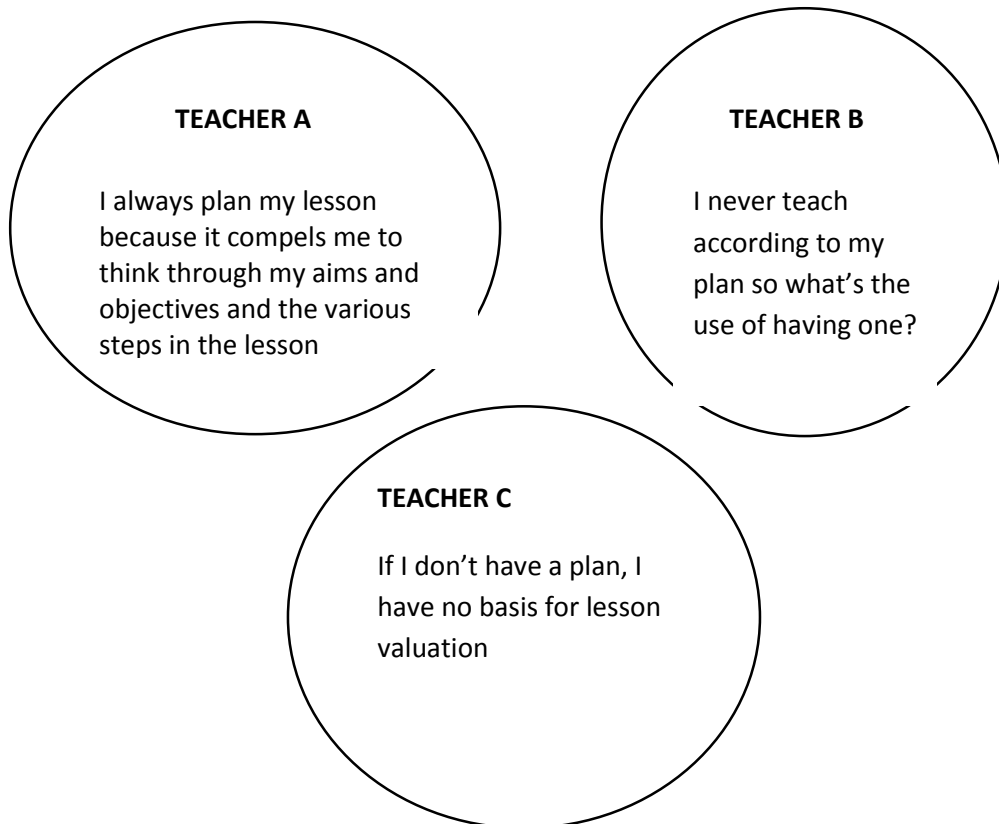 TEACHER A
I always plan my lesson
because it compels me to
think through my aims and
objectives and the various
steps in the lesson
TEACHER B
I never teach
according to my
plan so what’s the
use of having one?
TEACHER C
If I don’t have a plan, I
have no basis for lesson
valuation